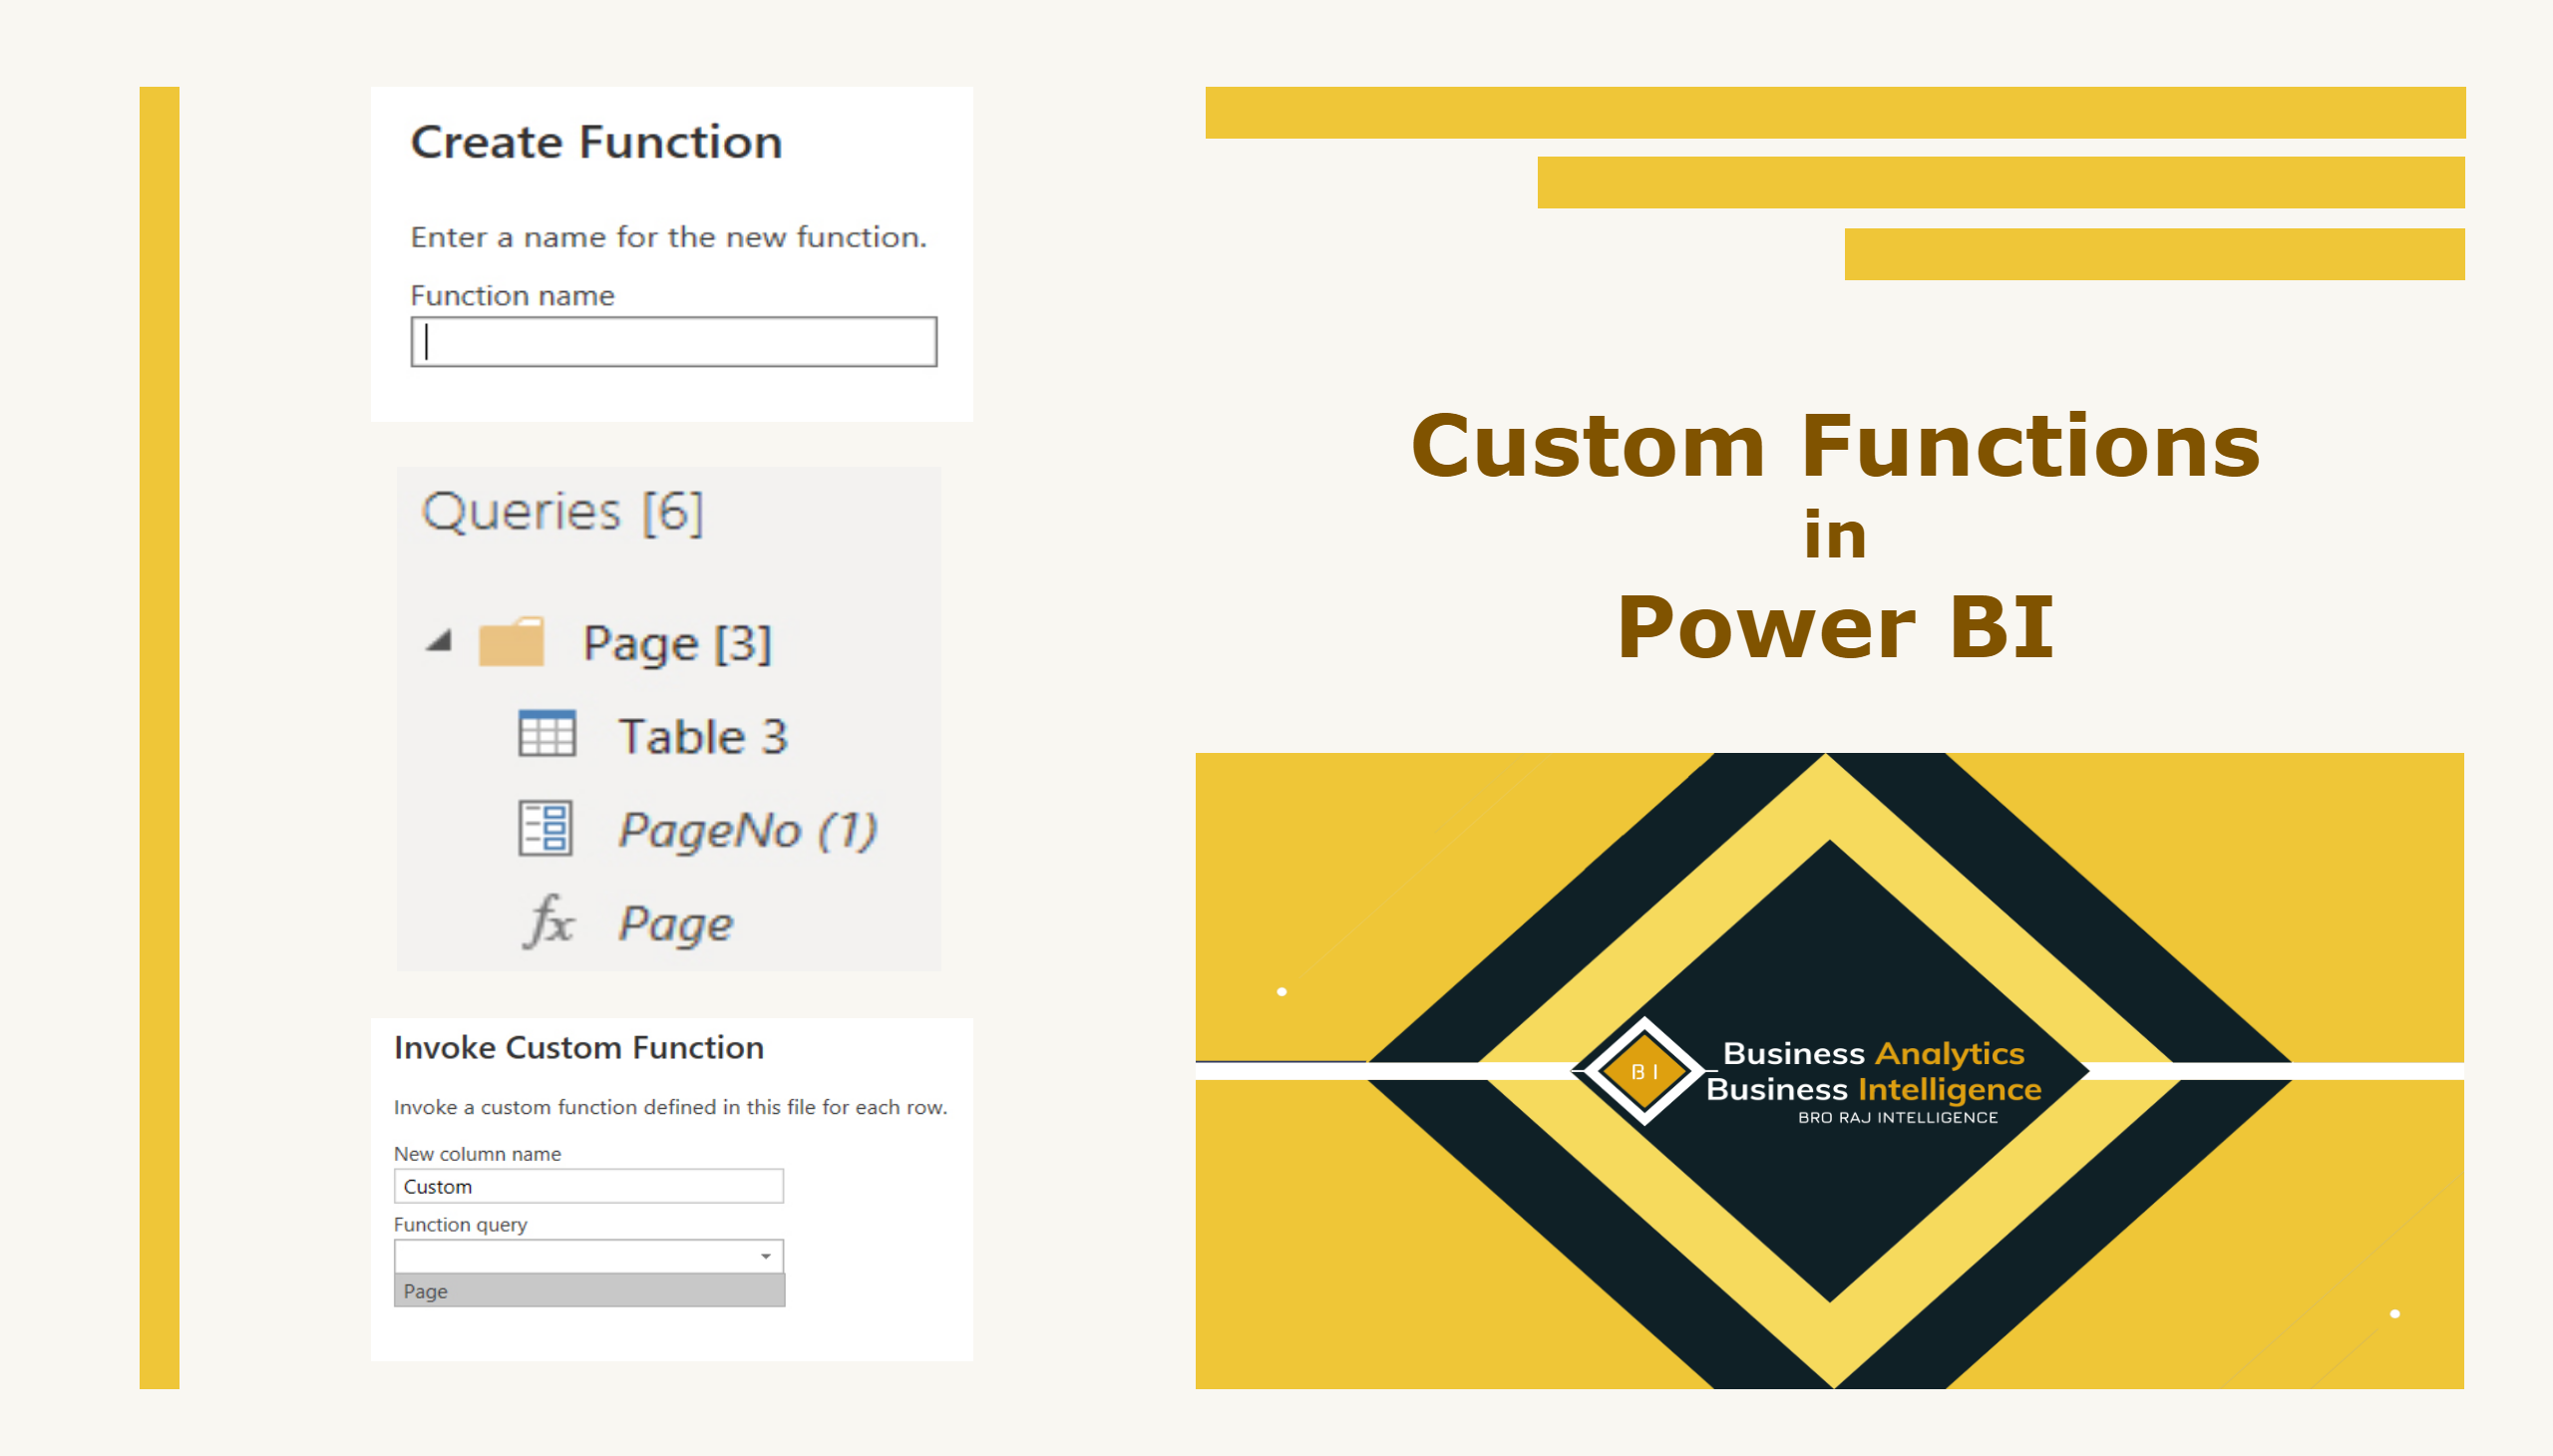 Create Function
Enter a name for the new function.
Function name
Queries [6]
Page [3]
Table 3
PageNo (1)
fx Page
Invoke Custom Function
Invoke a custom function defined in this file for each row.
New column name
Custom
Function query
Page
Custom Functions
in
Power BI
BI
Business Analytics
Business Intelligence
BRO RAJ INTELLIGENCE